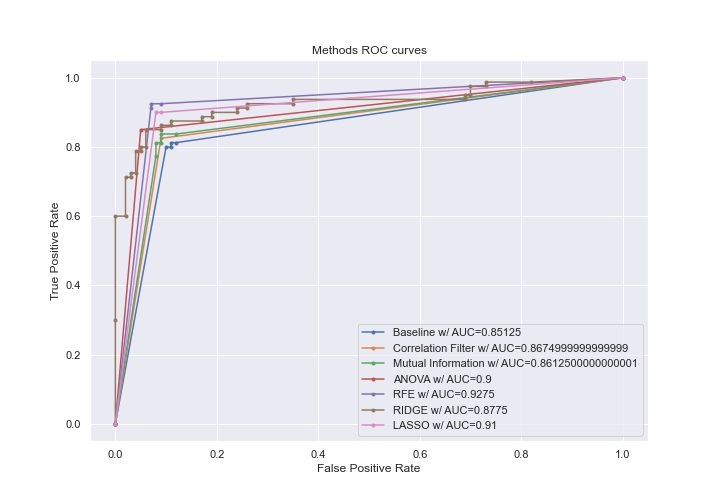 Methods ROC curves
True Positive Rate
1.0
0.8
0.6
0.4
0.2
0.0
Baseline w/ AUC=0.85125
Correlation Filter w/ AUC=0.8674999999999999
Mutual Information w/ AUC=0.8612500000000001
ANOVA w/ AUC=0.9
RFE w/ AUC=0.9275
RIDGE w/ AUC=0.8775
LASSO w/ AUC=0.91
0.0 0.2 0.4 0.6 0.8 1.0
False Positive Rate